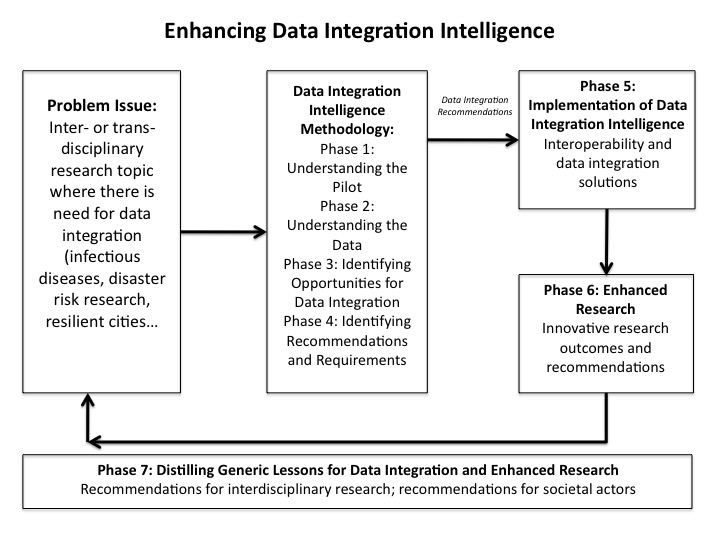 Enhancing Data Integration Intelligence
Problem Issue:
Inter- or trans-
disciplinary
research topic
where there is
need for data
integration
(infectious
diseases, disaster
risk research,
resilient cities…
Data Integration
Intelligence
Methodology:
Phase 1:
Understanding the
Pilot
Phase 2:
Understanding the
Data
Phase 3: Identifying
Opportunities for
Data Integration
Phase 4: Identifying
Recommendations
and Requirements
Data Integration
Recommendations
Phase 5:
Implementation of Data
Integration Intelligence
Interoperability and
data integration
solutions
Phase 6: Enhanced
Research
Innovative research
outcomes and
recommendations
Phase 7: Distilling Generic Lessons for Data Integration and Enhanced Research
Recommendations for interdisciplinary research; recommendations for societal actors